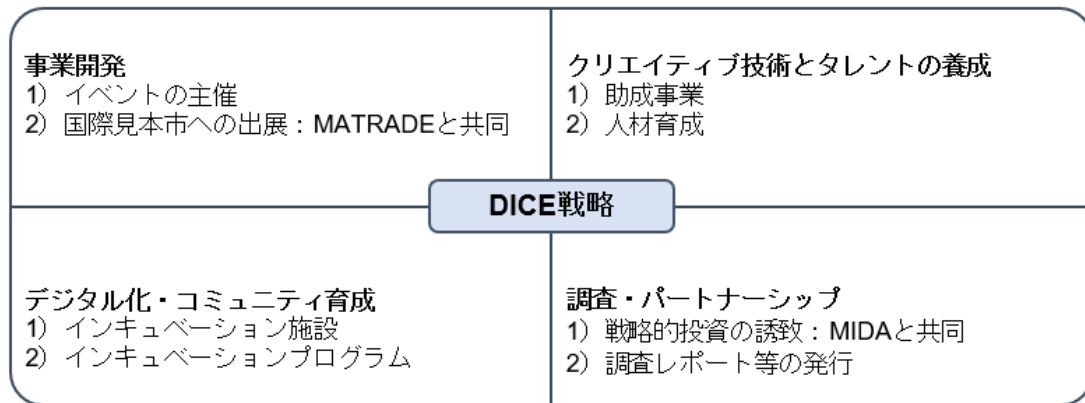 事業開発
1）イベントの主催
2）国際見本市への出展：MATRADEと共同
クリエイティブ技術とタレントの養成
1）助成事業
2）人材育成
DICE戦略
デジタル化・コミュニティ育成
1）インキュベーション施設
2）インキュベーションプログラム
調査・パートナーシップ
1）戦略的投資の誘致：MIDAと共同
2）調査レポート等の発行